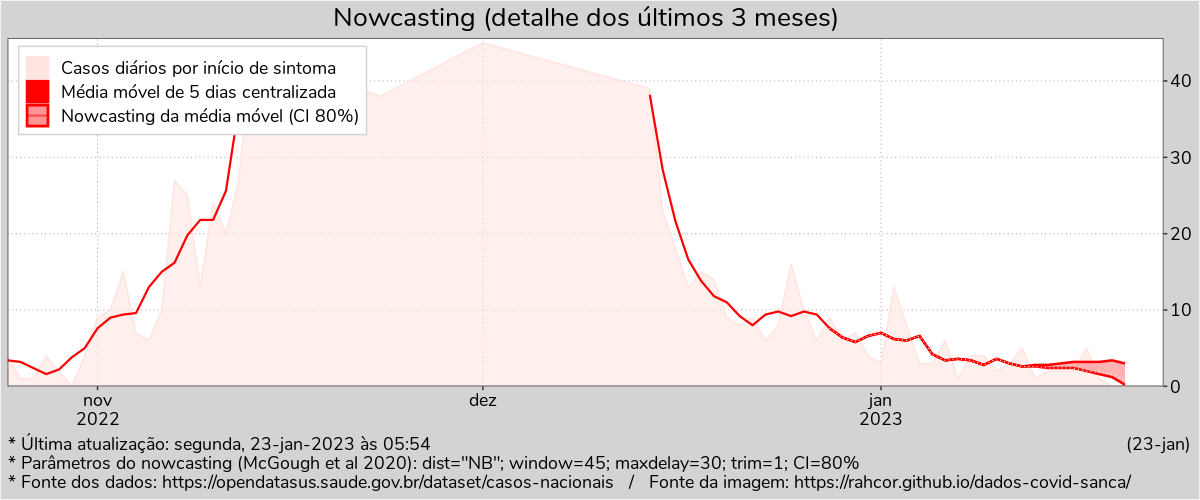 Nowcasting (detalhe dos últimos 3 meses)
Casos diários por início de sintoma
Média móvel de 5 dias centralizada
Nowcasting da média móvel (CI 80%)
40
30
20
10
0
nov
2022
dez
jan
2023
* Última atualização: segunda, 23-jan-2023 às 05:54
(23-jan)
* Parâmetros do nowcasting (McGough et al 2020): dist="NB"; window=45; maxdelay=30; trim=1; CI=80%
* Fonte dos dados: https://opendatasus.saude.gov.br/dataset/casos-nacionais / Fonte da imagem: https://rahcor.github.io/dados-covid-sanca/